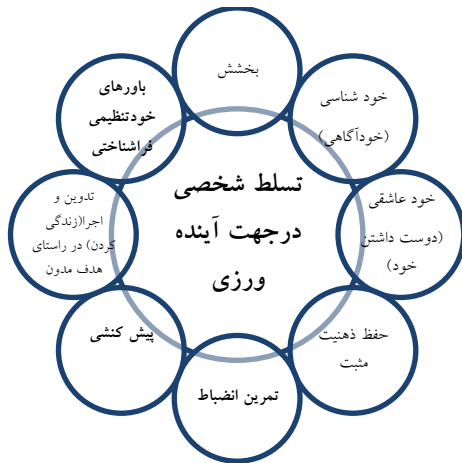 تسلط شخصی
درجهت آینده
ورزی
بخشش
خود شناسی
(خودآگاهی)
خود عاشقی
(دوست داشتن
خود)
حفظ ذهنیت
مثبت
تمرین انضباط
پیش کنشی
تدوین و
اجرا(زندگی
کردن) در راستای
هدف مدون
باورهای
خودتنظیمی
فراشناختی